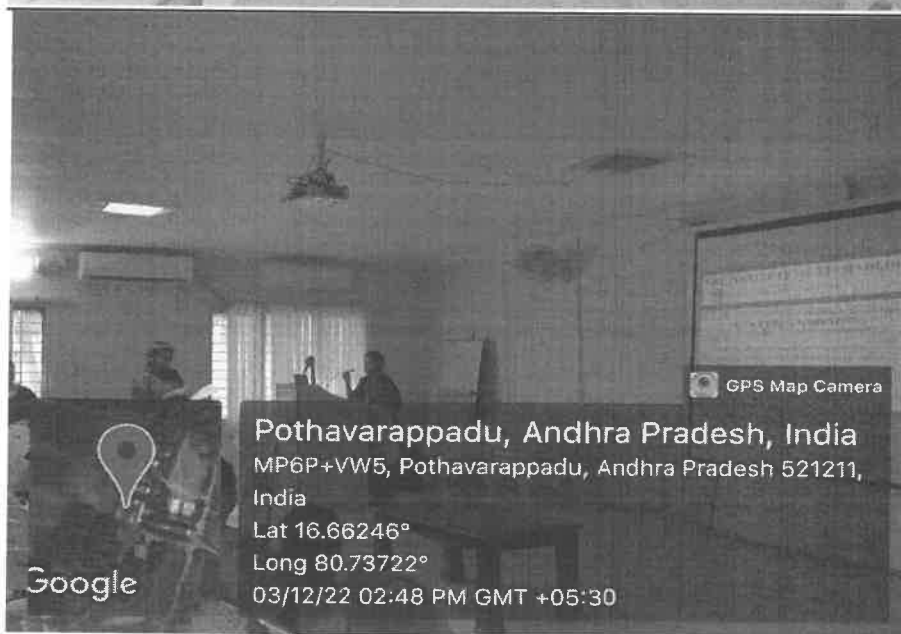 GPS Map Camera
Pothavarappadu, Andhra Pradesh, India
MP6P+VW5, Pothavarappadu, Andhra Pradesh 521211,
India
Lat 16.66246°
Long 80.73722°
03/12/22 02:48 PM GMT +05:30
Google